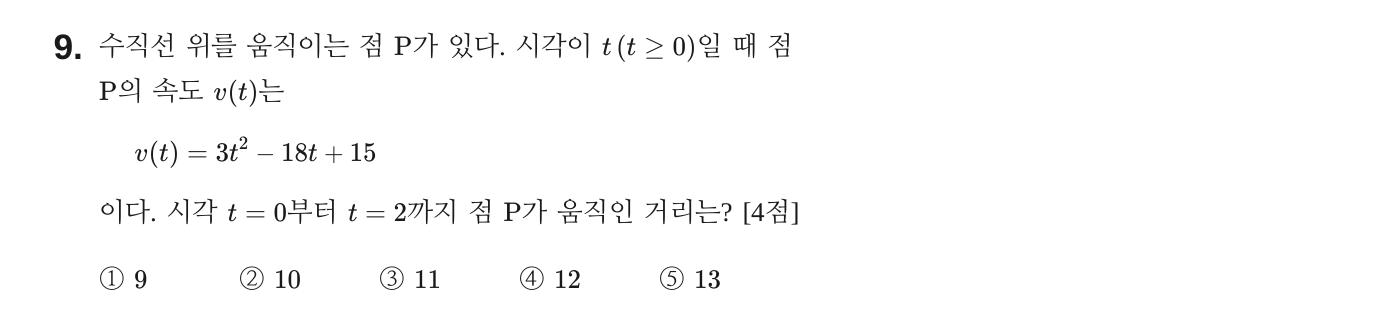 9. 수직선 위를 움직이는 점 P가 있다. 시각이 t (t ≥ 0)일 때 점
P의 속도 v(t)는
v(t) = 3t² − 18t + 15
이다. 시각 t = 0부터 t = 2까지 점 P가 움직인 거리는? [4점]
① 9 ② 10 ③ 11 ④ 12 ⑤ 13